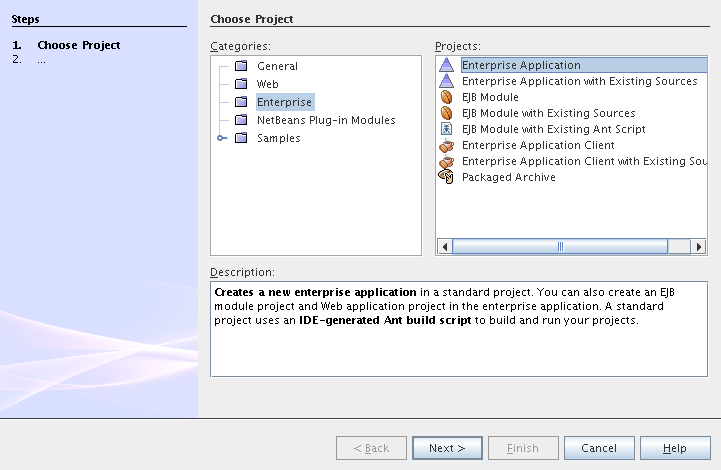 Steps
1. Choose Project
2. ...
Choose Project
Categories:
General
Web
Enterprise
NetBeans Plug-in Modules
Samples
Projects:
Enterprise Application
Enterprise Application with Existing Sources
EJB Module
EJB Module with Existing Sources
EJB Module with Existing Ant Script
Enterprise Application Client
Enterprise Application Client with Existing Sou
Packaged Archive
Description:
Creates a new enterprise application in a standard project. You can also create an EJB
module project and Web application project in the enterprise application. A standard
project uses an IDE-generated Ant build script to build and run your projects.
< Back
Next >
Finish
Cancel
Help